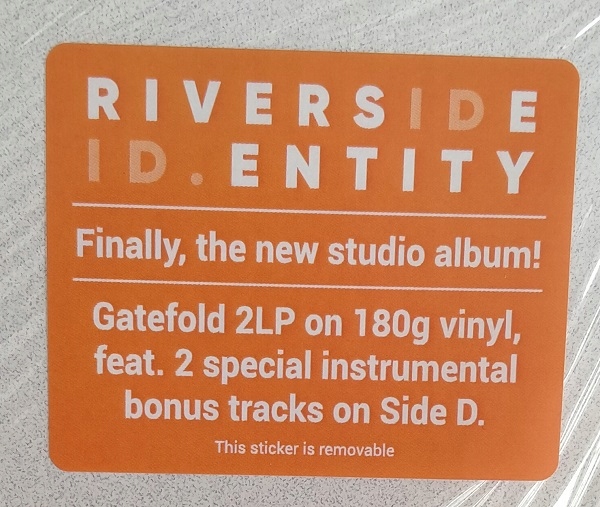 RIVERSIDE
ID.ENTITY
Finally, the new studio album!
Gatefold 2LP on 180g vinyl,
feat. 2 special instrumental
bonus tracks on Side D.
This sticker is removable